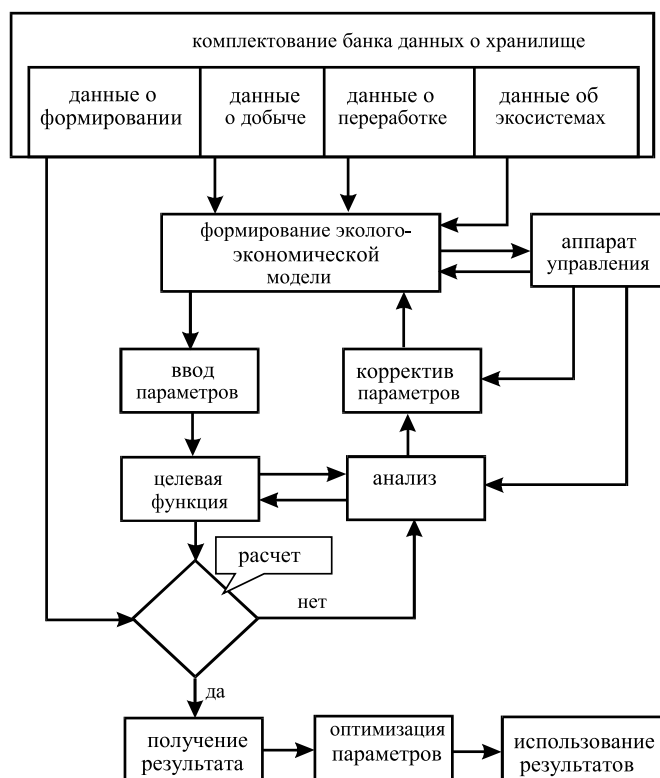 комплектование банка данных о хранилище
данные о
формировании
данные
о добыче
данные о
переработке
данные об
экосистемах
формирование эколого-
экономической
модели
аппарат
управления
ввод
параметров
корректив
параметров
целевая
функция
анализ
расчет
нет
да
получение
результата
оптимизация
параметров
использование
результатов